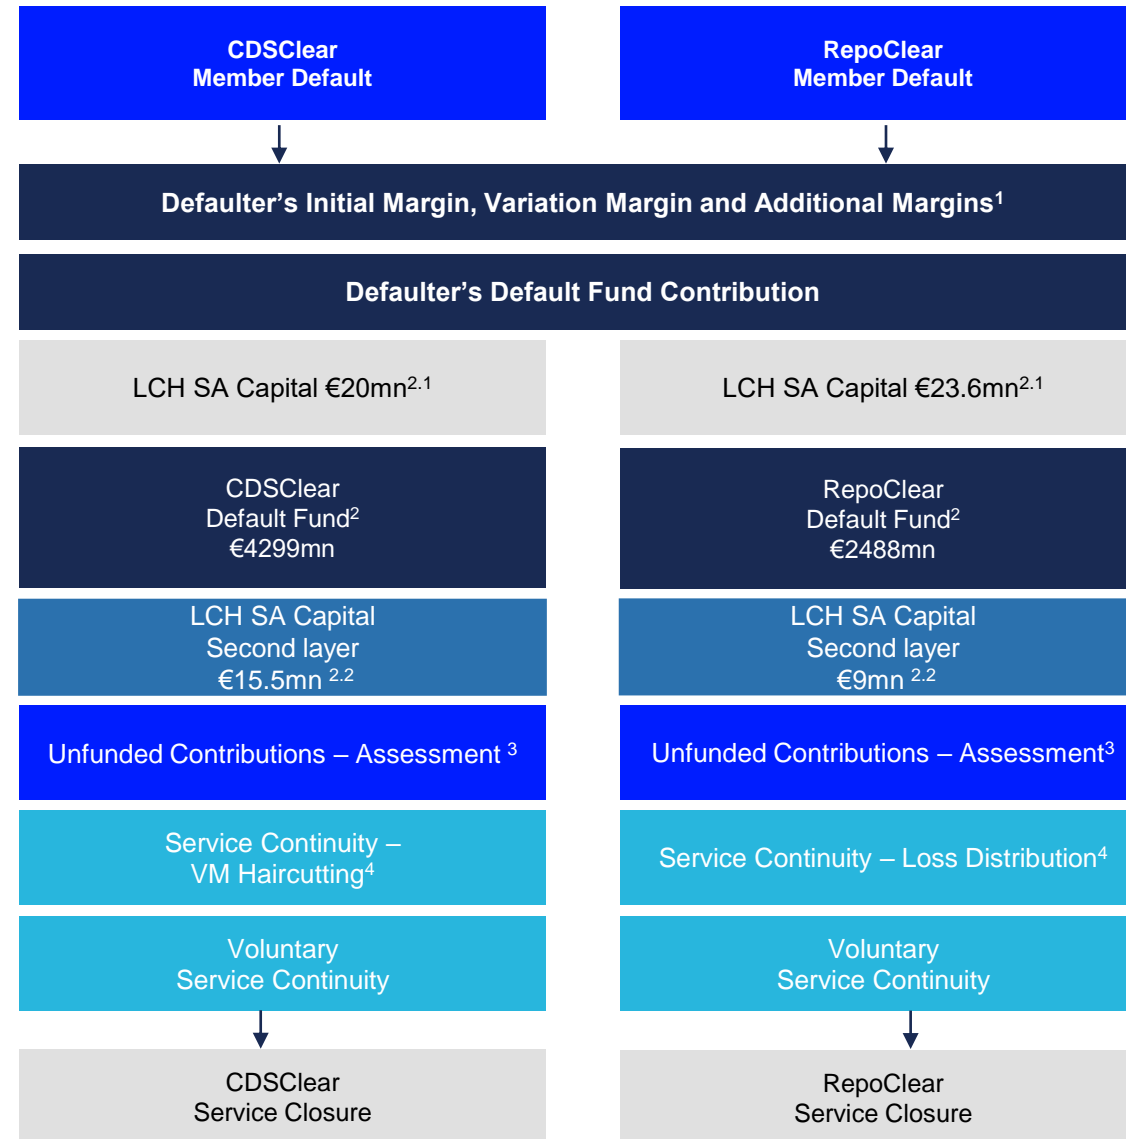 CDSClear
Member Default
RepoClear
Member Default
Defaulter’s Initial Margin, Variation Margin and Additional Margins¹
Defaulter’s Default Fund Contribution
LCH SA Capital €20mn²·¹
LCH SA Capital €23.6mn²·¹
CDSClear
Default Fund²
€4299mn
RepoClear
Default Fund²
€2488mn
LCH SA Capital
Second layer
€15.5mn ²·²
LCH SA Capital
Second layer
€9mn ²·²
Unfunded Contributions – Assessment ³
Unfunded Contributions – Assessment³
Service Continuity –
VM Haircutting⁴
Service Continuity – Loss Distribution⁴
Voluntary
Service Continuity
Voluntary
Service Continuity
CDSClear
Service Closure
RepoClear
Service Closure